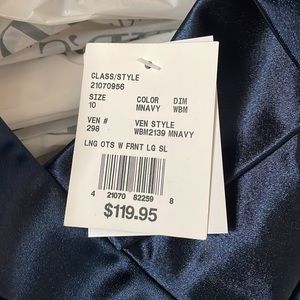 CLASS/STYLE
21070956
SIZE COLOR DIM
10 MNAVY WBM
VEN # VEN STYLE
298 WBM2139 MNAVY
LNG OTS W FRNT LG SL
4 21070 82259 8
$119.95